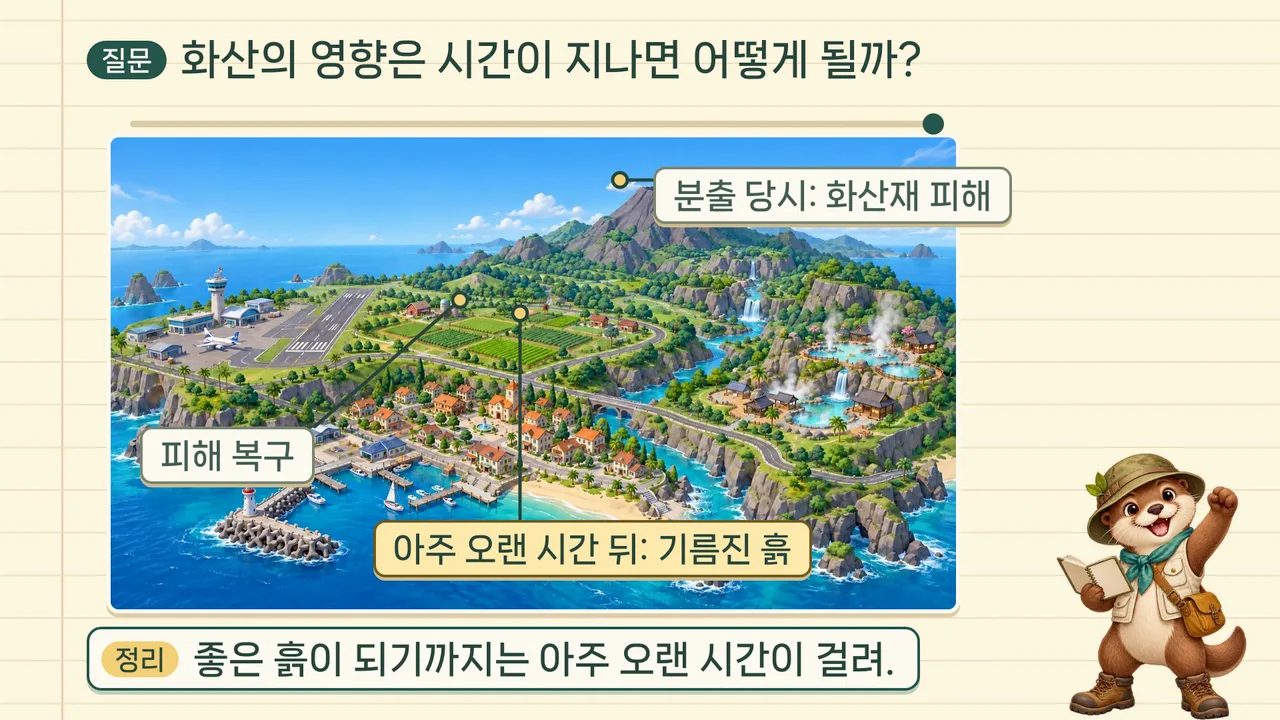 질문 화산의 영향은 시간이 지나면 어떻게 될까?
분출 당시: 화산재 피해
피해 복구
아주 오랜 시간 뒤: 기름진 흙
정리 좋은 흙이 되기까지는 아주 오랜 시간이 걸려.